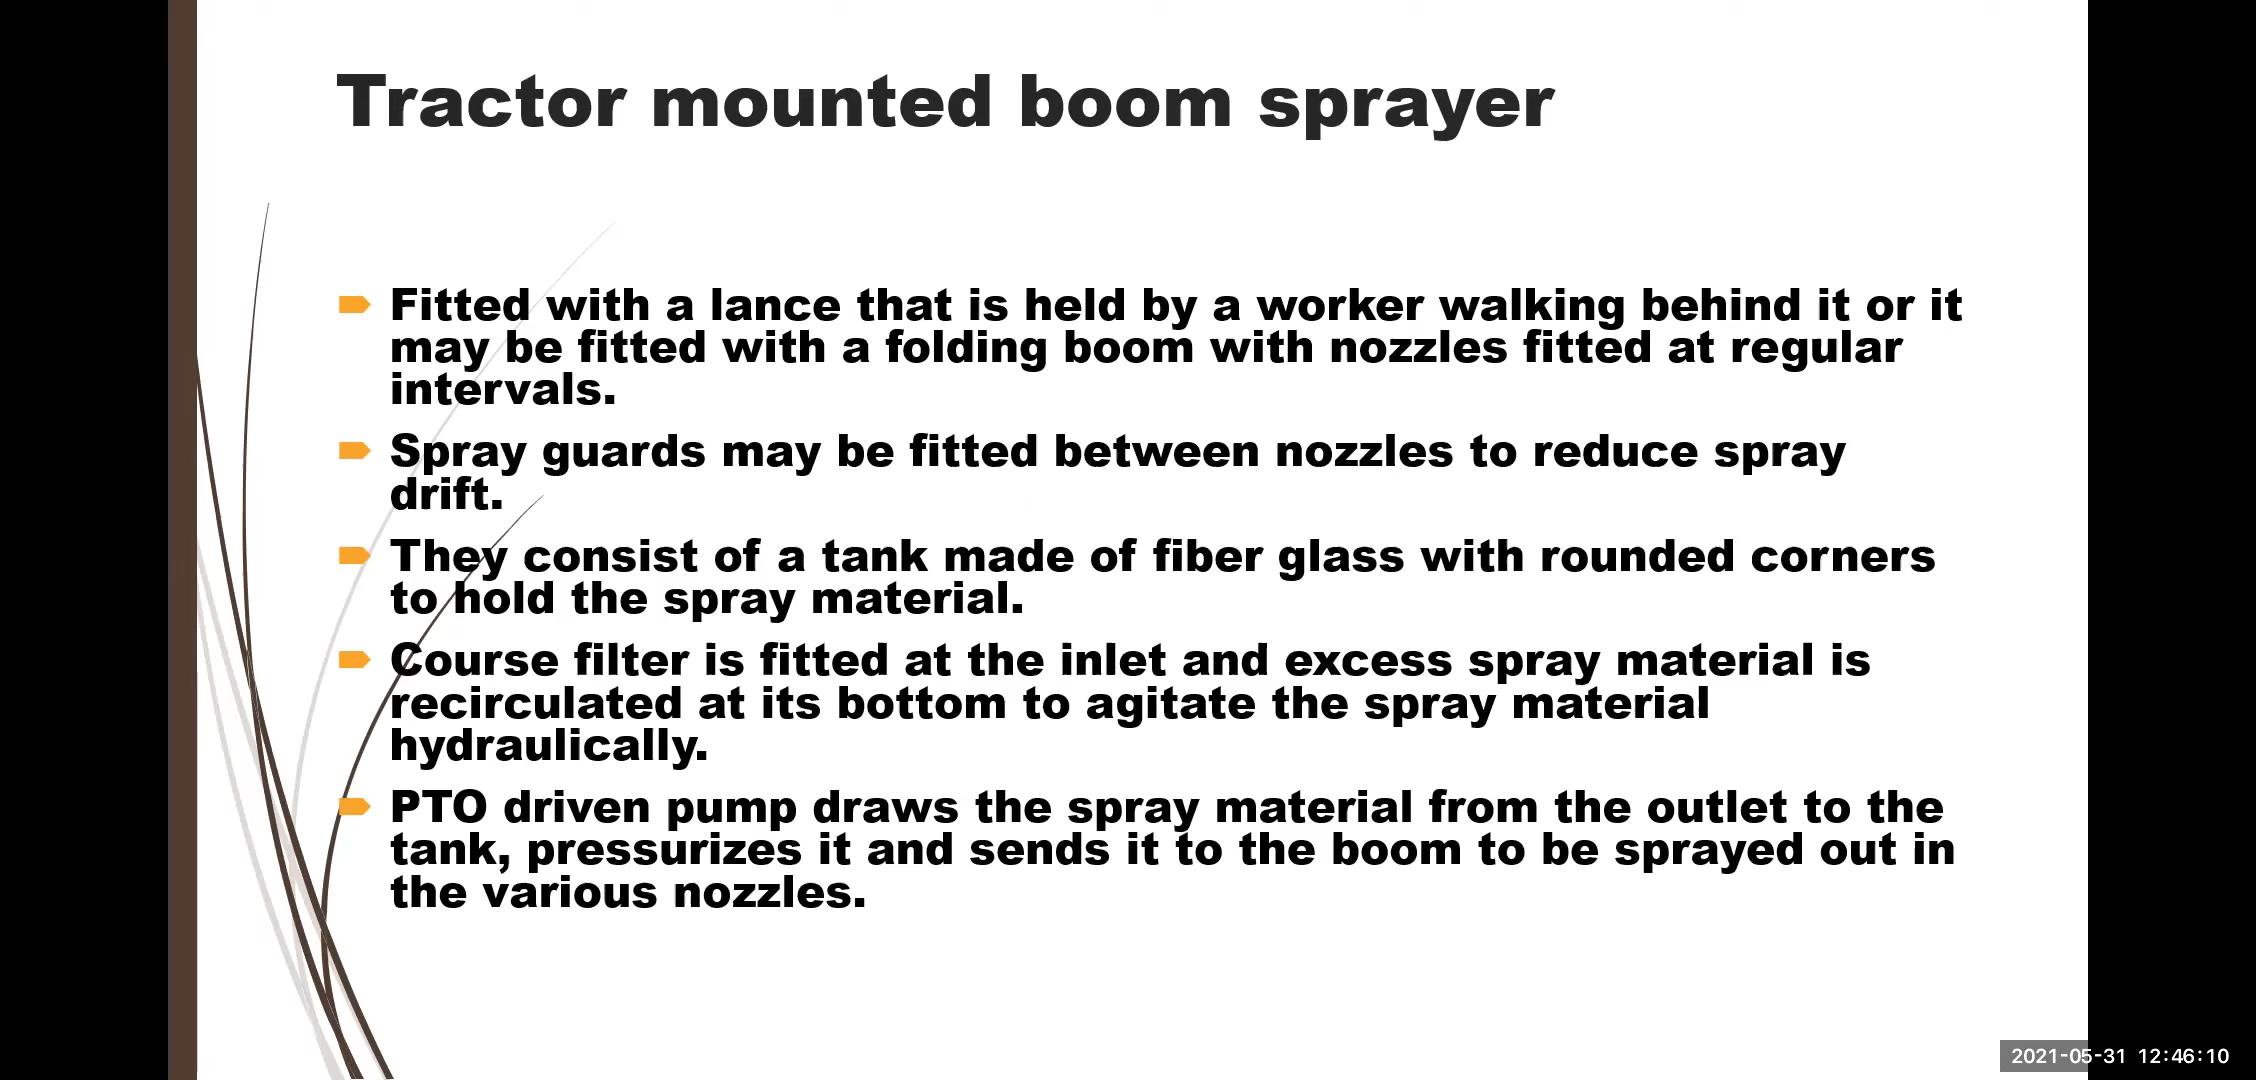 Tractor mounted boom sprayer
Fitted with a lance that is held by a worker walking behind it or it
may be fitted with a folding boom with nozzles fitted at regular
intervals.
Spray guards may be fitted between nozzles to reduce spray
drift.
They consist of a tank made of fiber glass with rounded corners
to hold the spray material.
Course filter is fitted at the inlet and excess spray material is
recirculated at its bottom to agitate the spray material
hydraulically.
PTO driven pump draws the spray material from the outlet to the
tank, pressurizes it and sends it to the boom to be sprayed out in
the various nozzles.
2021-05-31 12:46:10